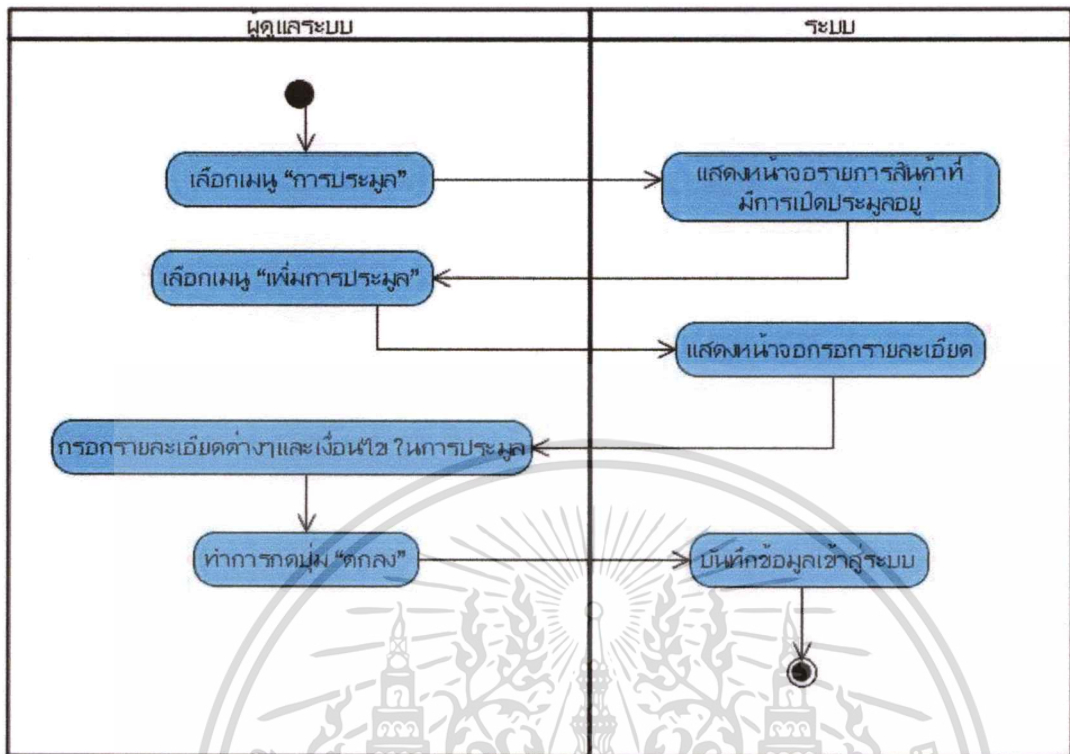 ผู้ดูแลระบบ
ระบบ
เลือกเมนู “การประมูล”
แสดงหน้าจอรายการสินค้าที่
มีการเปิดประมูลอยู่
เลือกเมนู “เพิ่มการประมูล”
แสดงหน้าจอกรอกรายละเอียด
กรอกรายละเอียดต่างๆและเงื่อนไข ในการประมูล
ทำการกดปุ่ม “ตกลง”
บันทึกข้อมูลเข้าสู่ระบบ